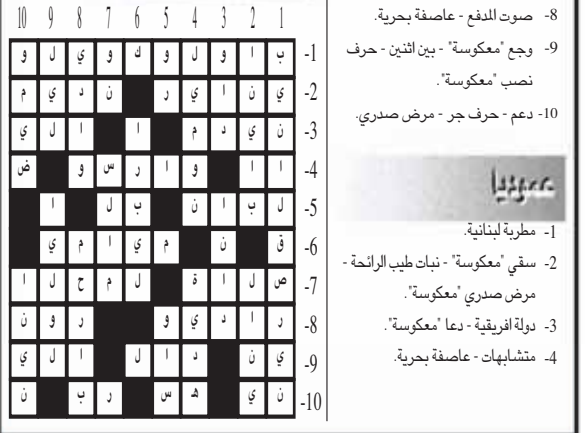 10 9 8 7 6 5 4 3 2 1
1- ب ا و ل و ك و ي ل و
2- ي ن ا ي ر ن د ي م
3- ن ي د م ا ا ل ي
4- ا ا و ا ر س و ض
5- ل ب ا ن ب ل ا
6- ق ن م ي ا م ي
7- ص ل ا ة ل م ح ل ا
8- ر ا د ي و ر و ن
9- ي ن د ا ل ا ل ي
10- ن ي ه س ر ب ن
8- صوت المدفع - عاصفة بحرية.
9- وجع "معكوسة" - بين اثنين - حرف
نصب "معكوسة".
10- دعم - حرف جر - مرض صدري.
عموديا
1- مطربة لبنانية.
2- سقي "معكوسة" - نبات طيب الرائحة -
مرض صدري "معكوسة".
3- دولة افريقية - دعا "معكوسة".
4- متشابهات - عاصفة بحرية.